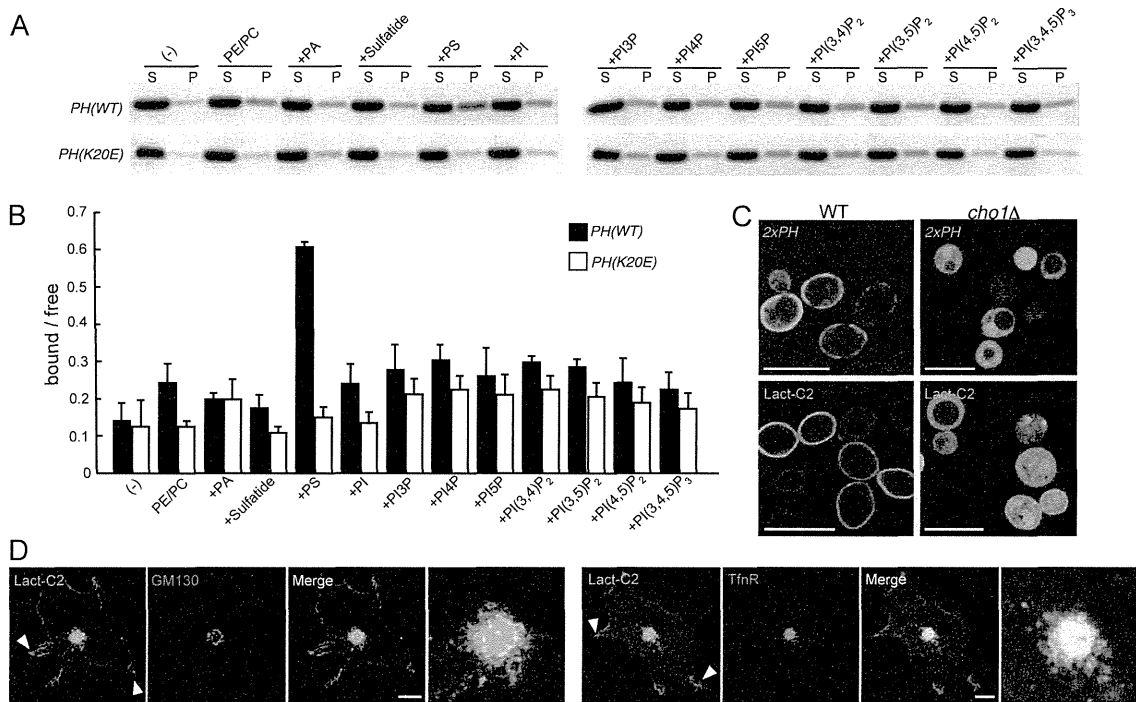 A
(-)
PE/PC
+PA
+Sulfatide
+PS
+PI
+PI3P
+PI4P
+PI5P
+PI(3,4)P2
+PI(3,5)P2
+PI(4,5)P2
+PI(3,4,5)P3
S P S P S P S P S P S P S P S P S P S P S P S P S P
PH(WT)
PH(K20E)
B
0.7
0.6
0.5
0.4
0.3
0.2
0.1
0
bound / free
PH(WT)
PH(K20E)
(-)
PE/PC
+PA
+Sulfatide
+PS
+PI
+PI3P
+PI4P
+PI5P
+PI(3,4)P2
+PI(3,5)P2
+PI(4,5)P2
+PI(3,4,5)P3
C
WT
cho1Δ
2xPH
2xPH
Lact-C2
Lact-C2
D
Lact-C2
GM130
Merge
Lact-C2
TfnR
Merge